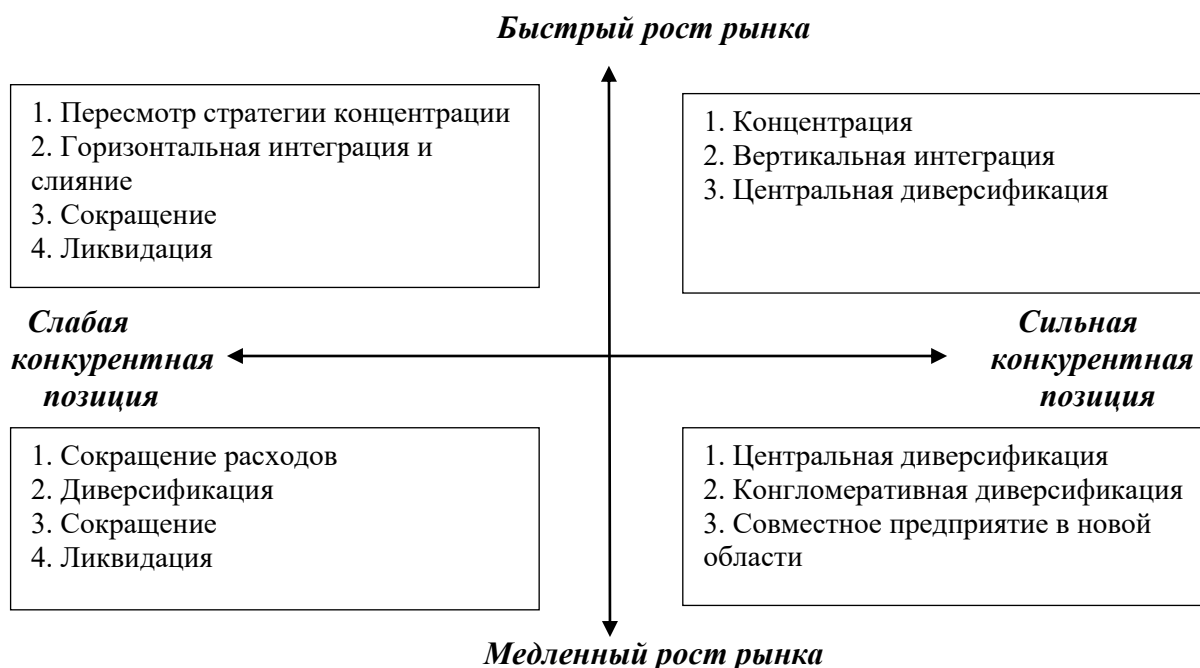 Быстрый рост рынка
1. Пересмотр стратегии концентрации
2. Горизонтальная интеграция и
слияние
3. Сокращение
4. Ликвидация
1. Концентрация
2. Вертикальная интеграция
3. Центральная диверсификация
Слабая
конкурентная
позиция
Сильная
конкурентная
позиция
1. Сокращение расходов
2. Диверсификация
3. Сокращение
4. Ликвидация
1. Центральная диверсификация
2. Конгломеративная диверсификация
3. Совместное предприятие в новой
области
Медленный рост рынка